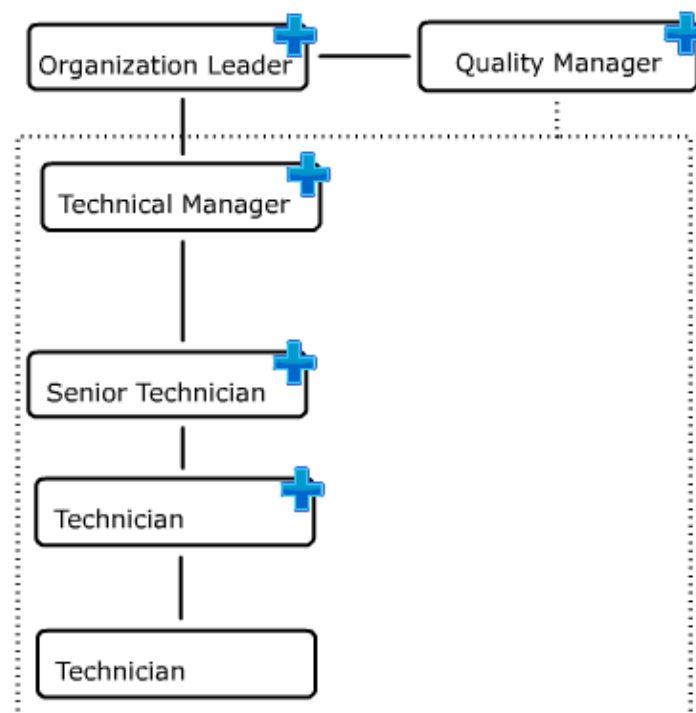 Organization Leader
Quality Manager
Technical Manager
Senior Technician
Technician
Technician